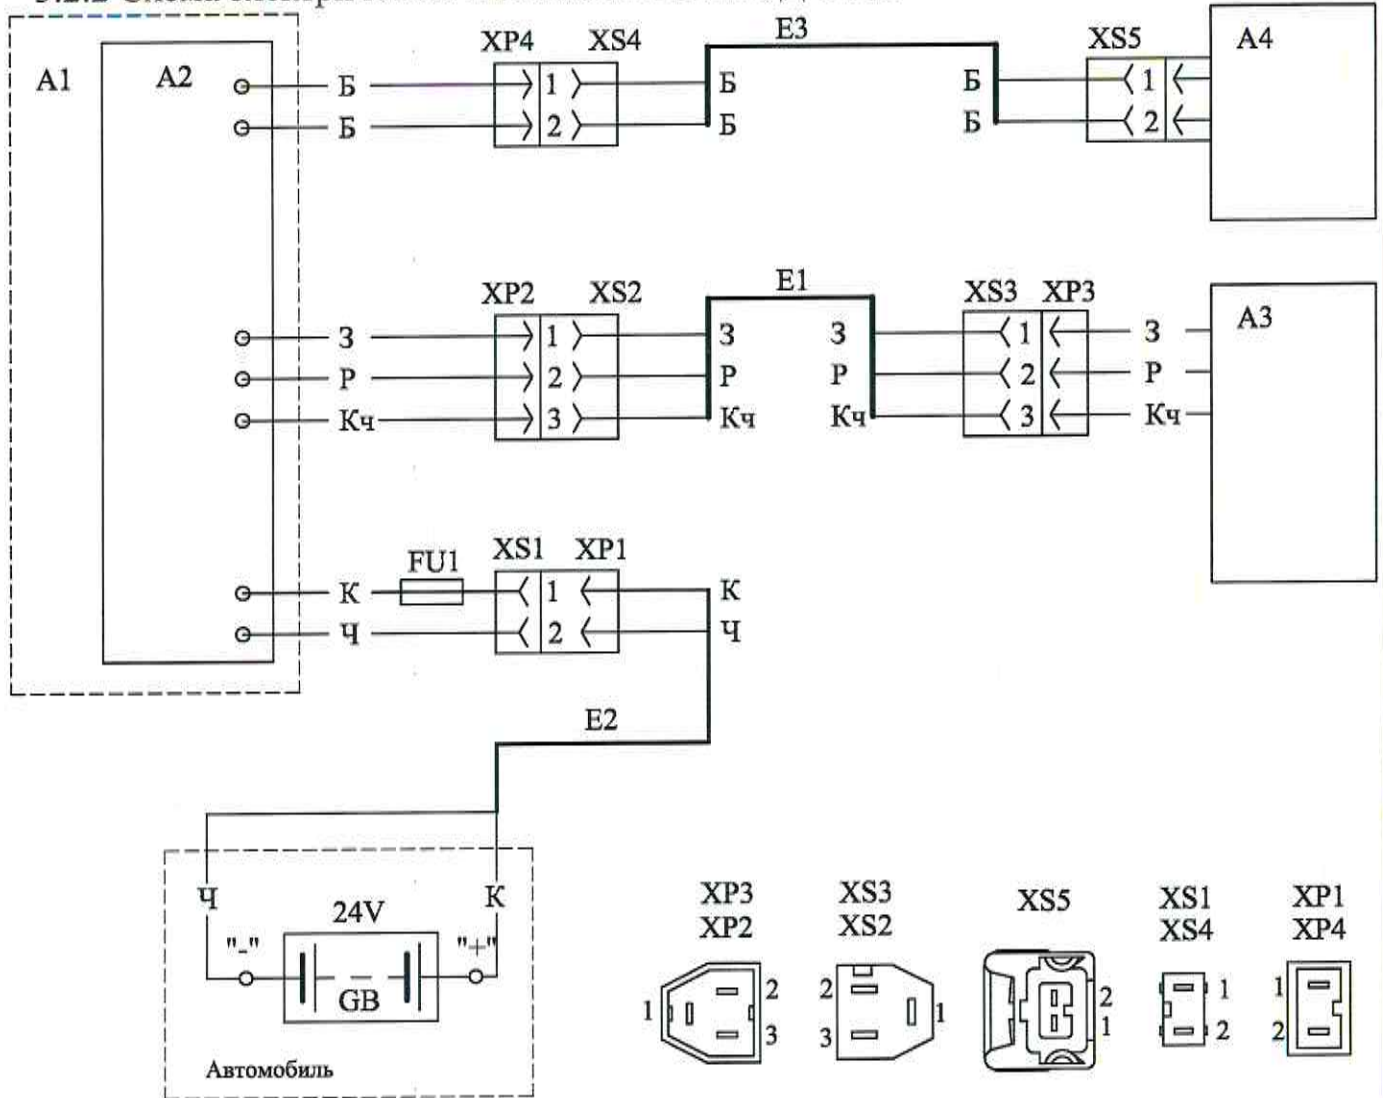 E3
XP4 XS4 XS5
A1 A2 A4
Б 1 Б Б 1
Б 2 Б Б 2
E1
XP2 XS2 XS3 XP3
A3
З 1 З З 1 З
Р 2 Р Р 2 Р
Кч 3 Кч Кч 3 Кч
FU1 XS1 XP1
К 1 К
Ч 2 Ч
E2
Ч К
24V
"-" "+"
GB
Автомобиль
XP3 XS3 XS5 XS1 XP1
XP2 XS2 XS4 XP4
1 2 3
2 3 1
2 1
1 2
1 2